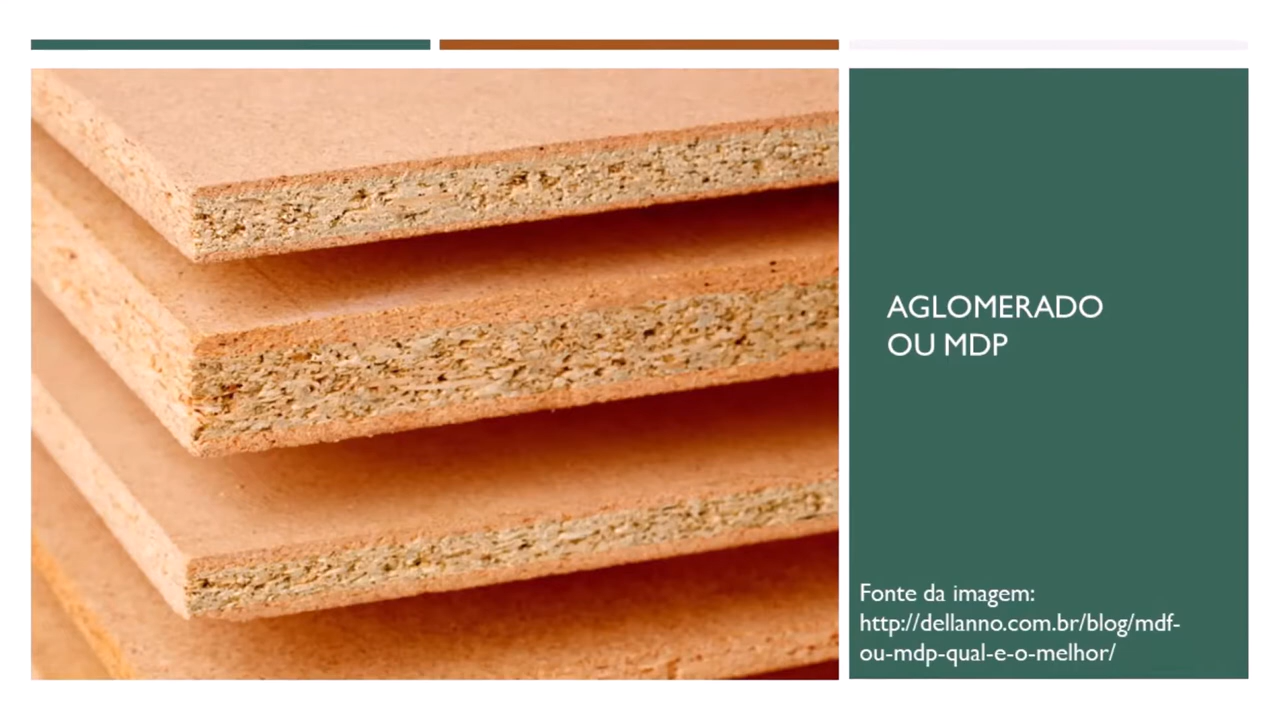 AGLOMERADO
OU MDP
Fonte da imagem:
http://dellanno.com.br/blog/mdf-
ou-mdp-qual-e-o-melhor/